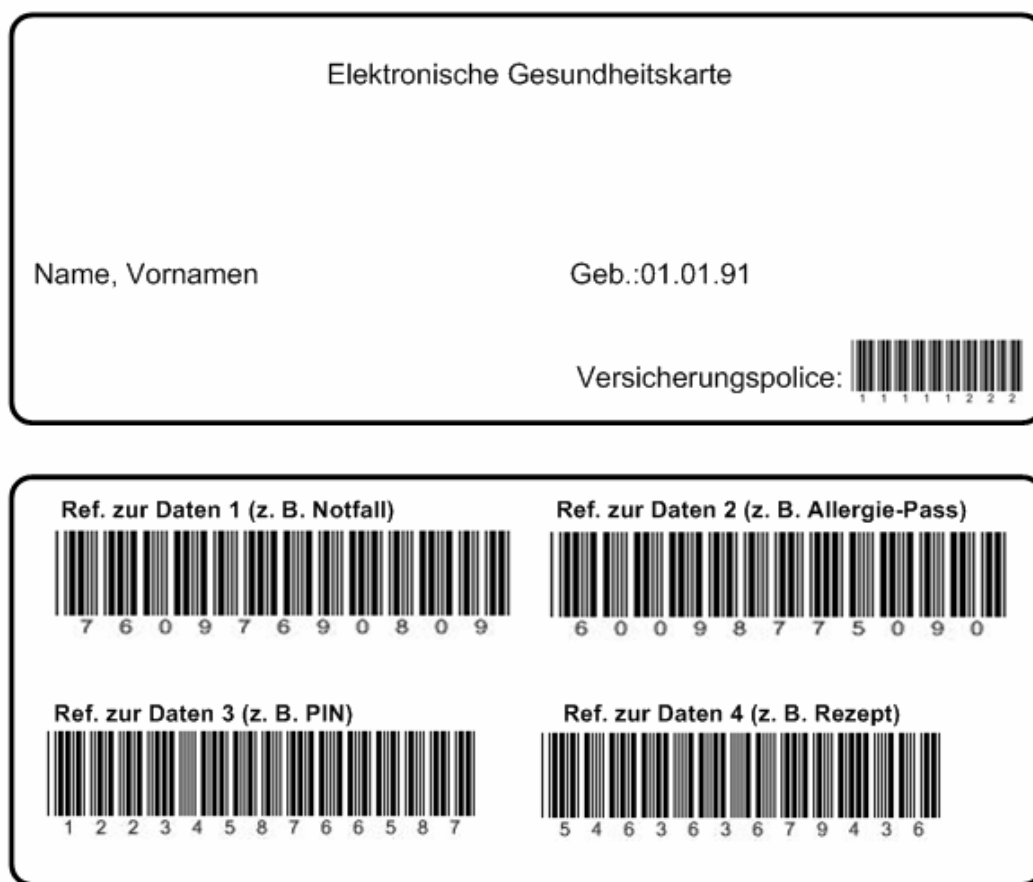 Elektronische Gesundheitskarte
Name, Vornamen Geb.:01.01.91
Versicherungspolice:
1 1 1 1 1 2 2 2
Ref. zur Daten 1 (z. B. Notfall) Ref. zur Daten 2 (z. B. Allergie-Pass)
7 6 0 9 7 6 9 0 8 0 9 6 0 0 9 8 7 7 5 0 9 0
Ref. zur Daten 3 (z. B. PIN) Ref. zur Daten 4 (z. B. Rezept)
1 2 2 3 4 5 8 7 6 6 5 8 7 5 4 6 3 6 3 6 7 9 4 3 6